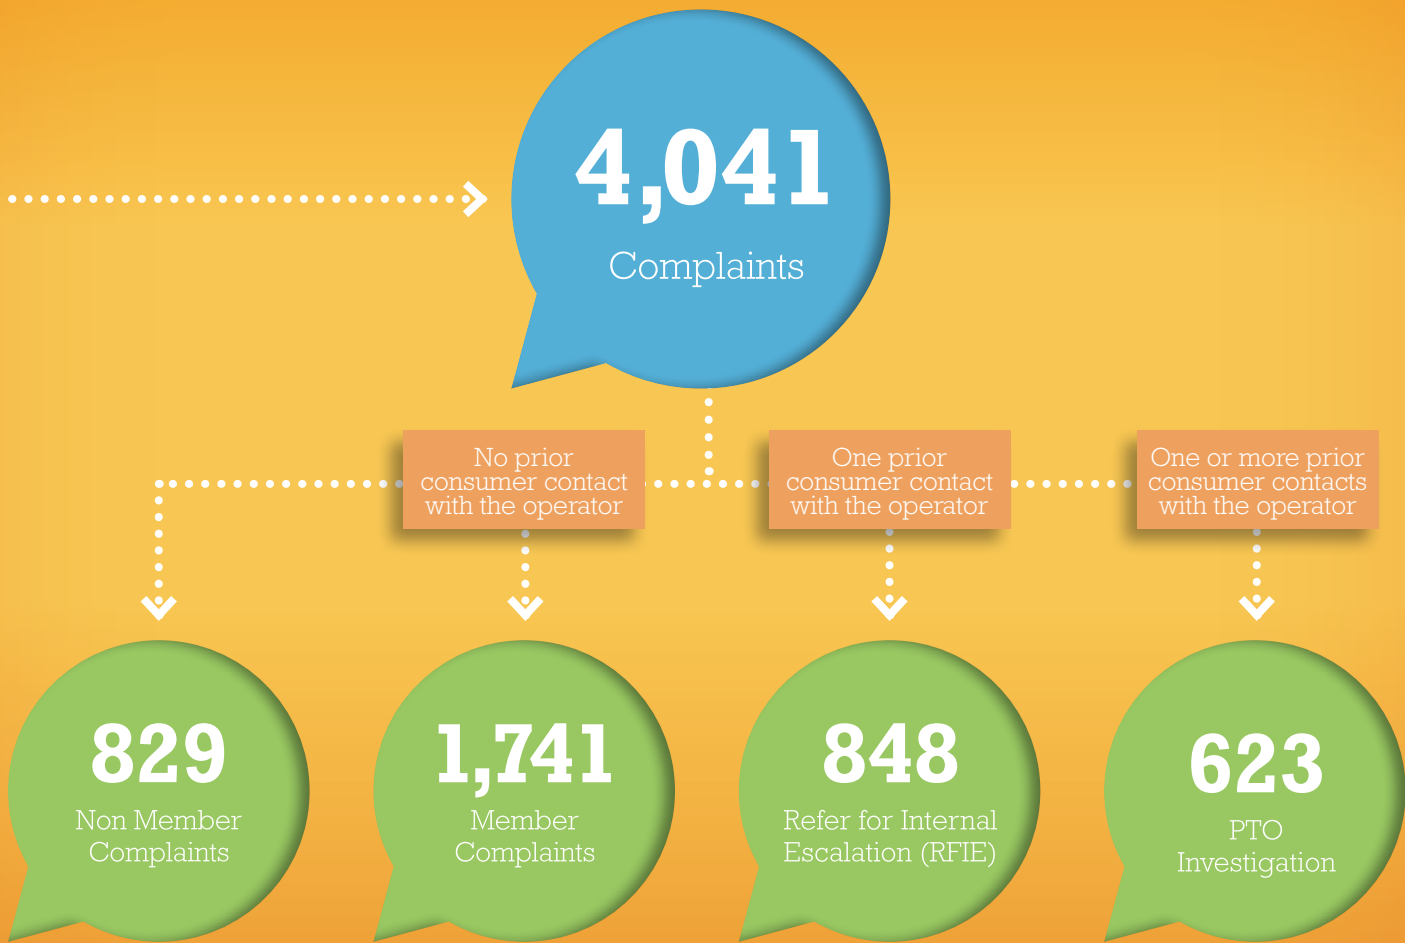 4,041
Complaints
No prior
consumer contact
with the operator
One prior
consumer contact
with the operator
One or more prior
consumer contacts
with the operator
829
Non Member
Complaints
1,741
Member
Complaints
848
Refer for Internal
Escalation (RFIE)
623
PTO
Investigation